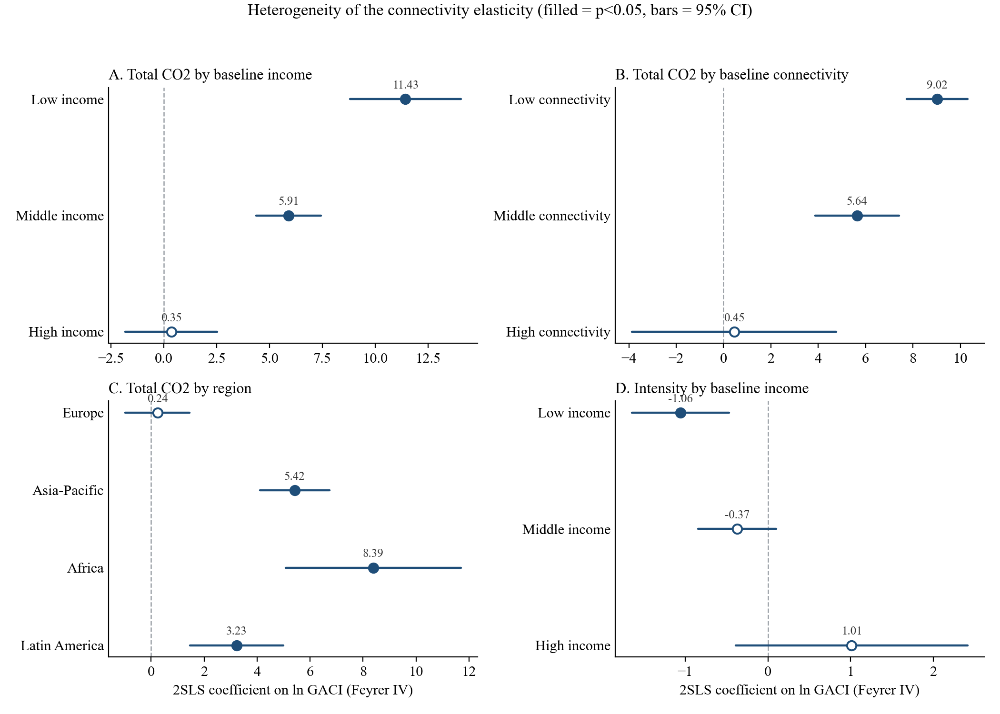 Heterogeneity of the connectivity elasticity (filled = p<0.05, bars = 95% CI)
A. Total CO2 by baseline income
11.43
Low income
5.91
Middle income
0.35
High income
−2.5 0.0 2.5 5.0 7.5 10.0 12.5
B. Total CO2 by baseline connectivity
9.02
Low connectivity
5.64
Middle connectivity
0.45
High connectivity
−4 −2 0 2 4 6 8 10
C. Total CO2 by region
0.24
Europe
5.42
Asia-Pacific
8.39
Africa
3.23
Latin America
0 2 4 6 8 10 12
2SLS coefficient on ln GACI (Feyrer IV)
D. Intensity by baseline income
-1.06
Low income
-0.37
Middle income
1.01
High income
−1 0 1 2
2SLS coefficient on ln GACI (Feyrer IV)